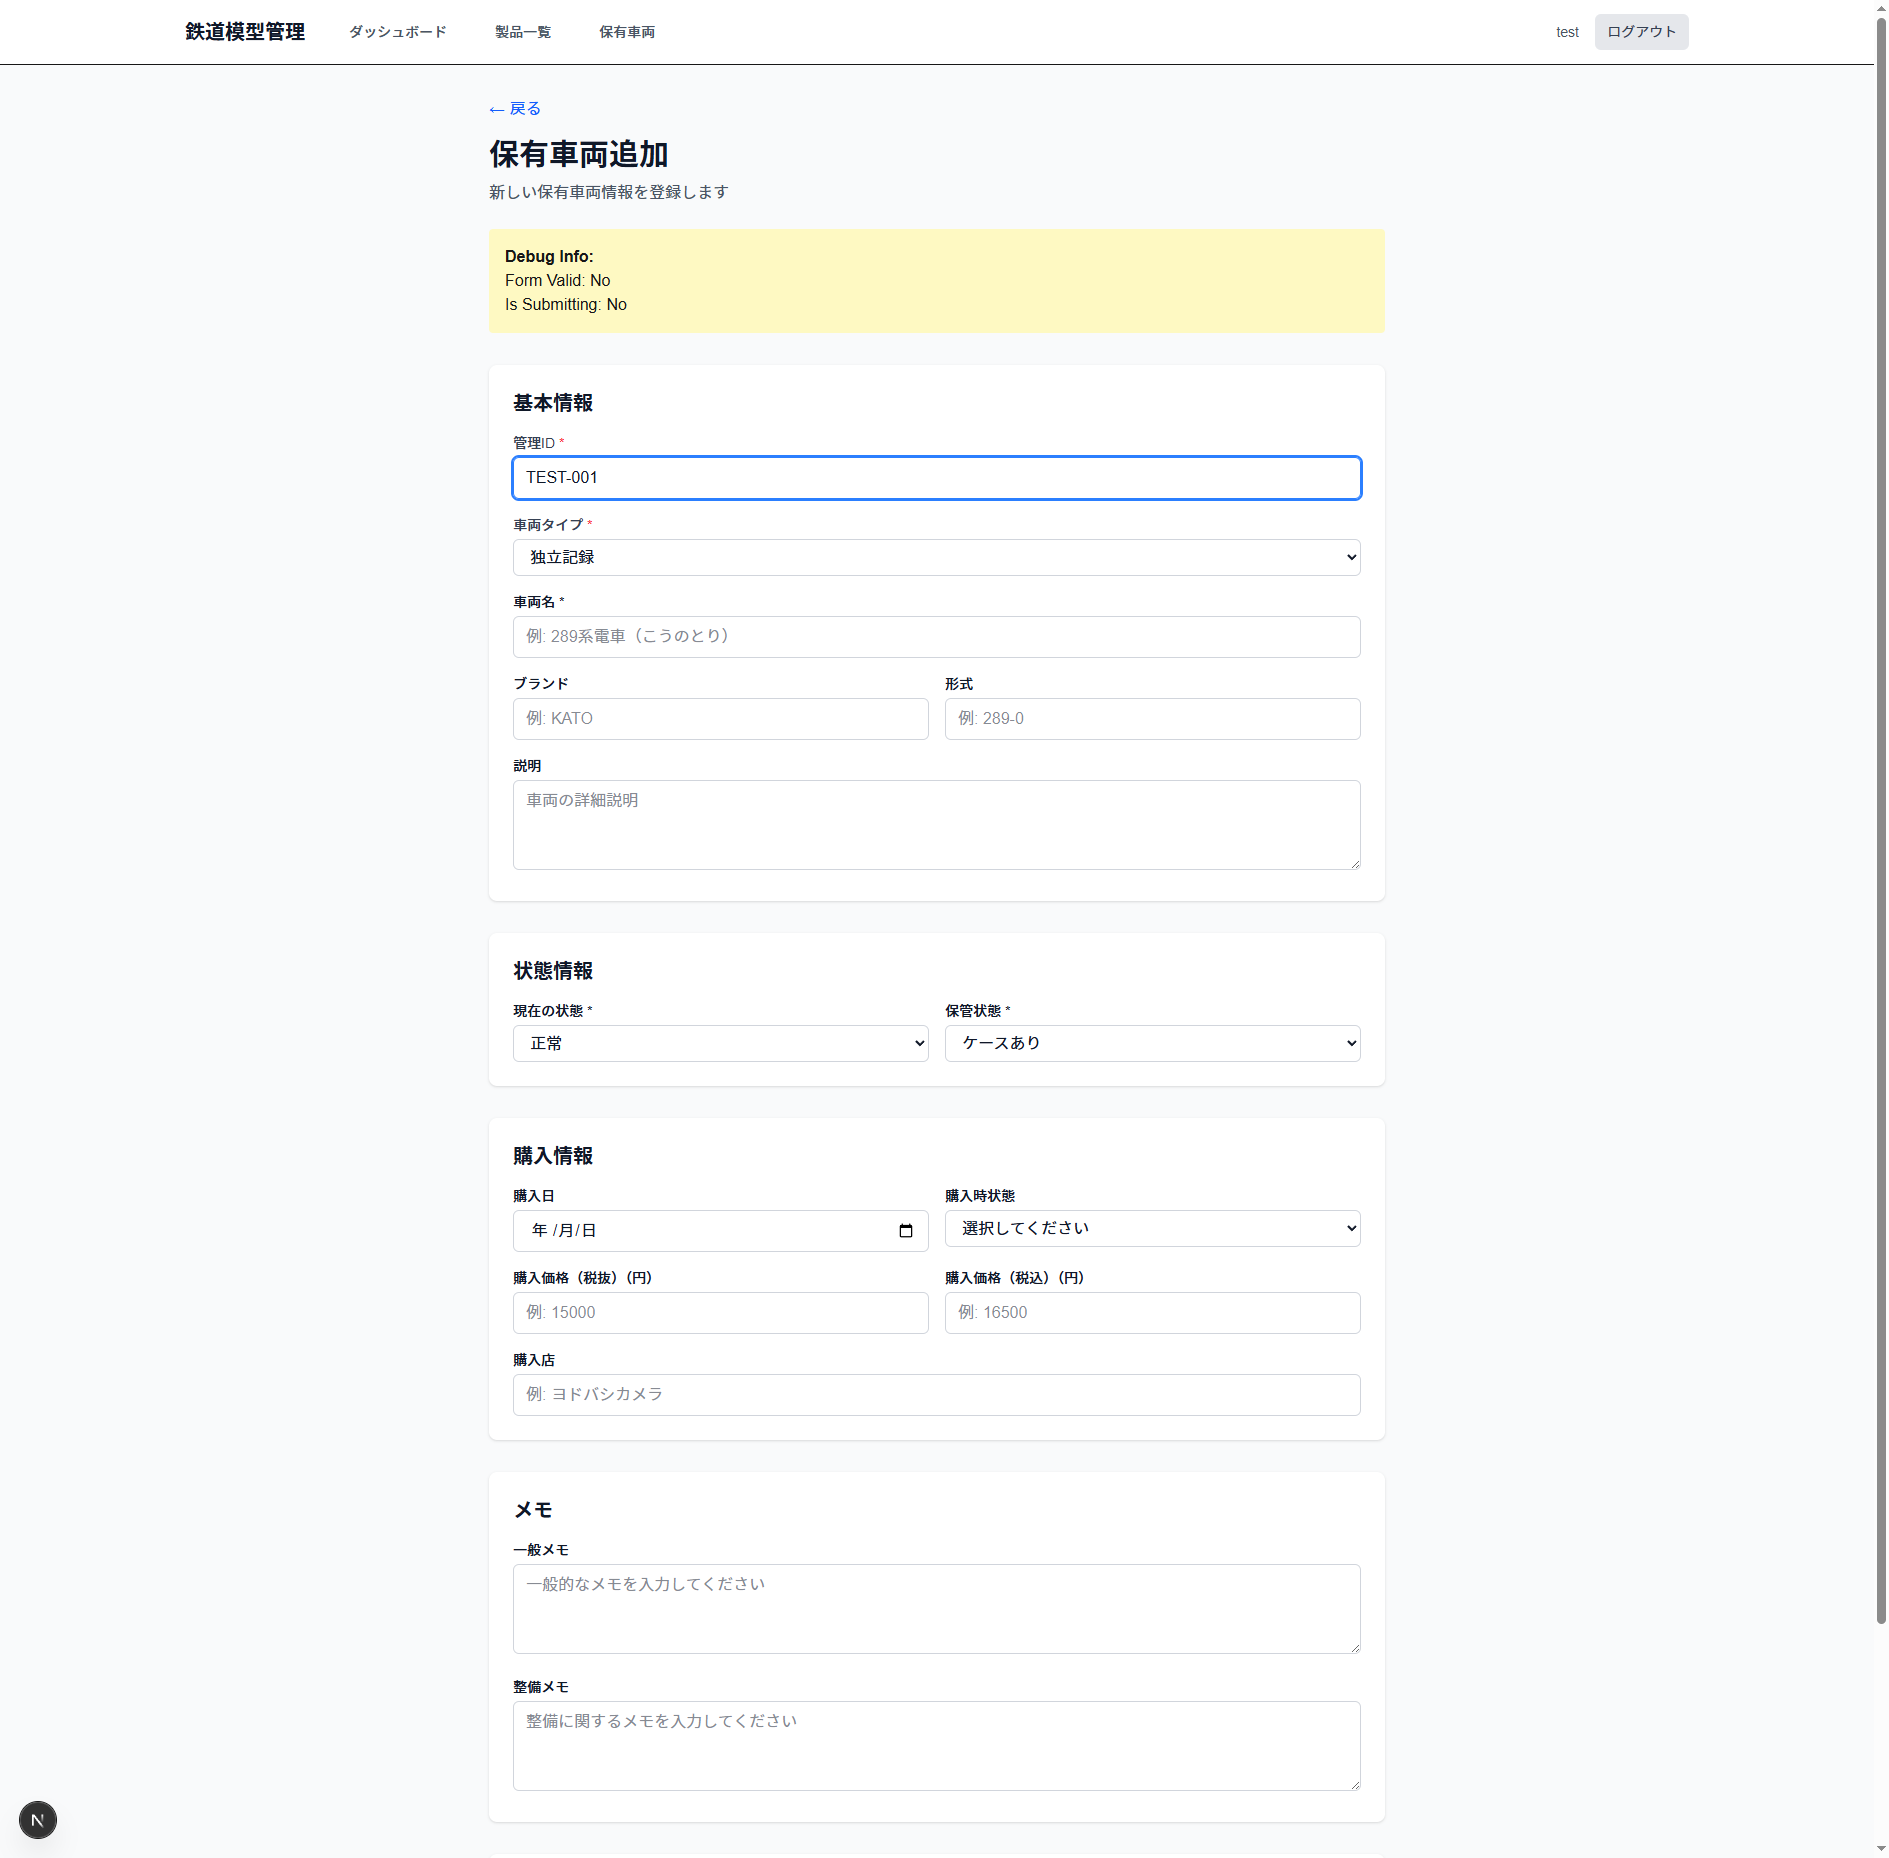 鉄道模型管理
ダッシュボード
製品一覧
保有車両
test
ログアウト
← 戻る
保有車両追加
新しい保有車両情報を登録します
Debug Info:
Form Valid: No
Is Submitting: No
基本情報
管理ID *
TEST-001
車両タイプ *
独立記録
車両名 *
例: 289系電車（こうのとり）
ブランド
形式
例: KATO
例: 289-0
説明
車両の詳細説明
状態情報
現在の状態 *
保管状態 *
正常
ケースあり
購入情報
購入日
購入時状態
年 /月/日
選択してください
購入価格（税抜）（円）
購入価格（税込）（円）
例: 15000
例: 16500
購入店
例: ヨドバシカメラ
メモ
一般メモ
一般的なメモを入力してください
整備メモ
整備に関するメモを入力してください
N